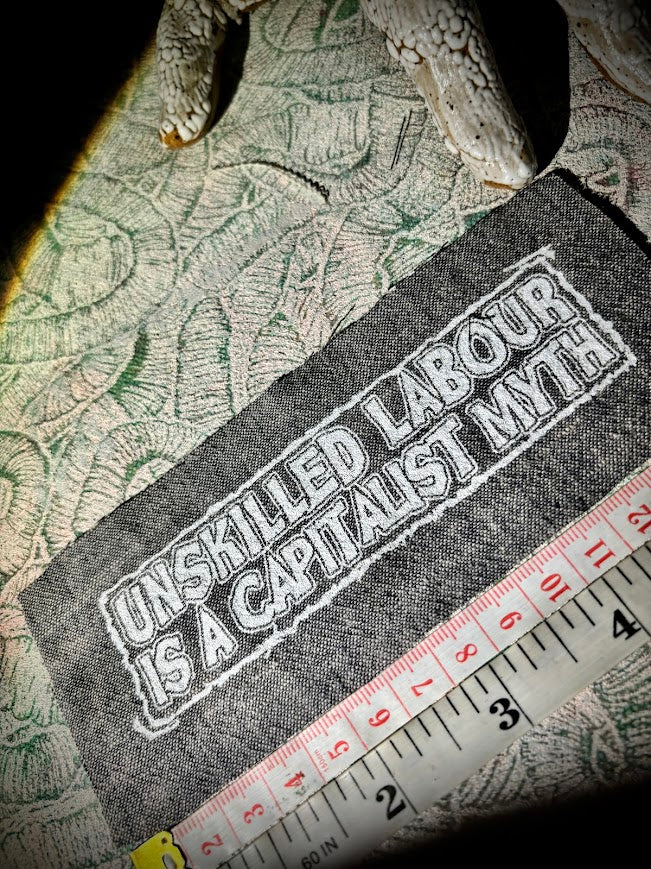 UNSKILLED LABOUR
IS A CAPITALIST MYTH
2 3 4 5 6 7 8 9 10 11 12
2 3 4
60 IN